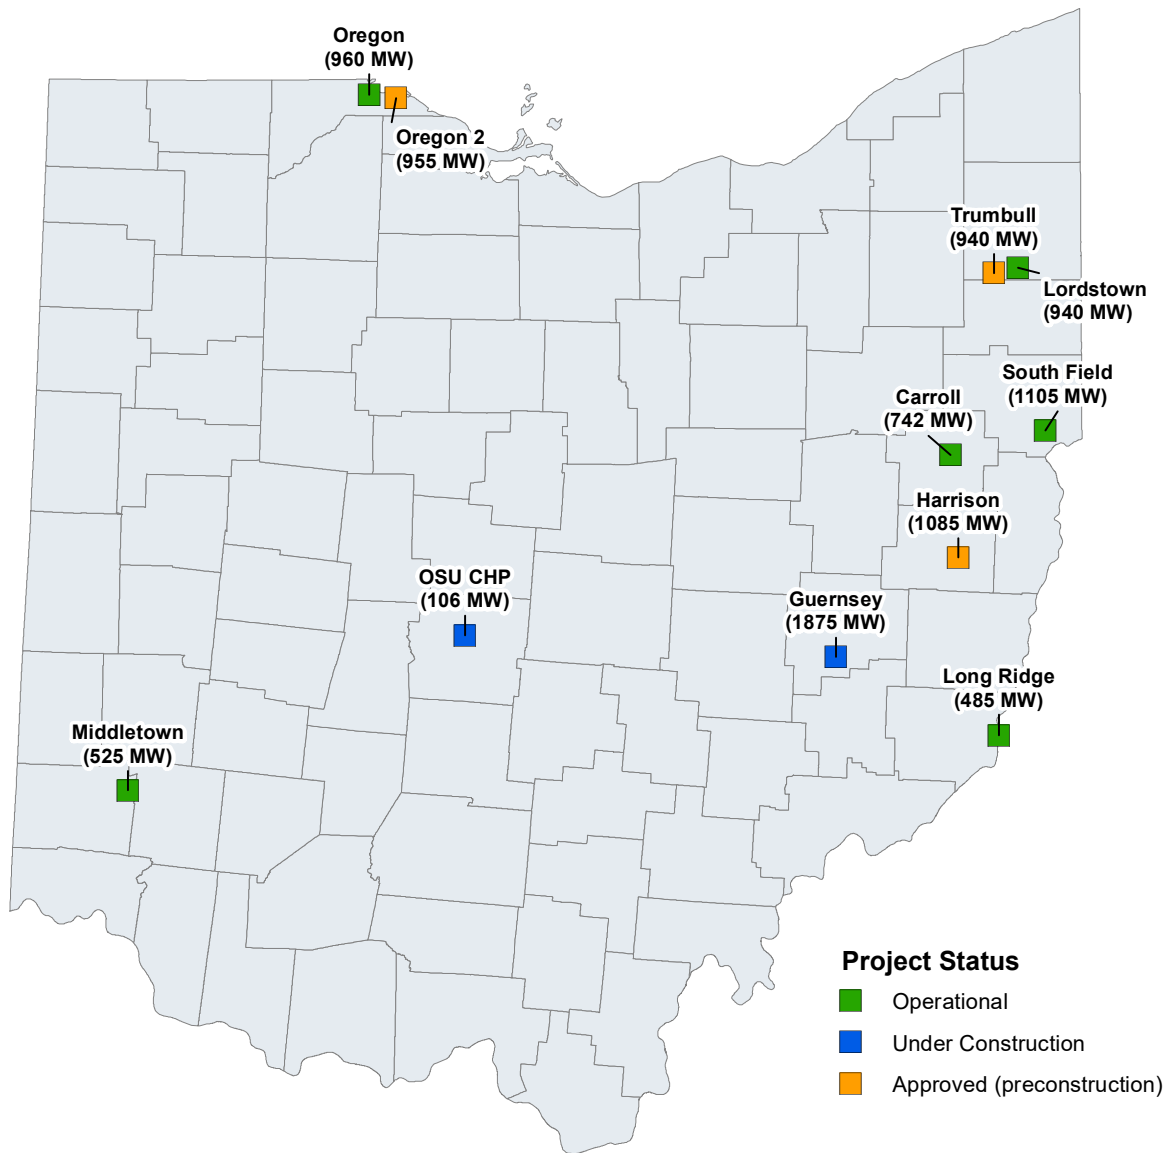 Oregon
(960 MW)
Oregon 2
(955 MW)
Trumbull
(940 MW)
Lordstown
(940 MW)
South Field
(1105 MW)
Carroll
(742 MW)
Harrison
(1085 MW)
OSU CHP
(106 MW)
Guernsey
(1875 MW)
Long Ridge
(485 MW)
Middletown
(525 MW)
Project Status
Operational
Under Construction
Approved (preconstruction)